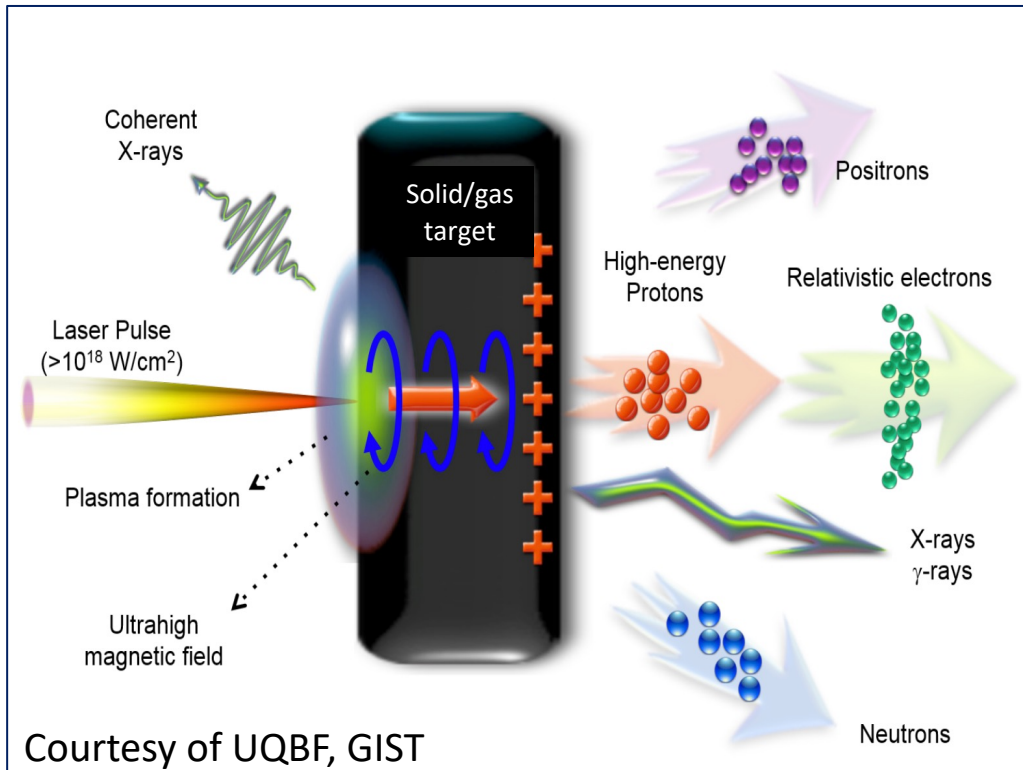 Coherent
X-rays
Solid/gas
target
Positrons
High-energy
Protons
Relativistic electrons
Laser Pulse
(>10¹⁸ W/cm²)
Plasma formation
X-rays
γ-rays
Ultrahigh
magnetic field
Neutrons
Courtesy of UQBF, GIST